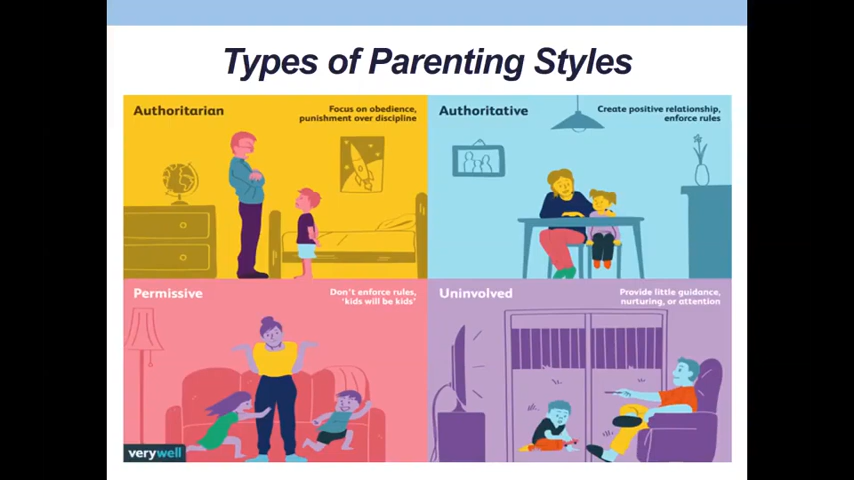 Types of Parenting Styles
Authoritarian
Focus on obedience,
punishment over discipline
Authoritative
Create positive relationship,
enforce rules
Permissive
Don't enforce rules,
'kids will be kids'
Uninvolved
Provide little guidance,
nurturing, or attention
verywell